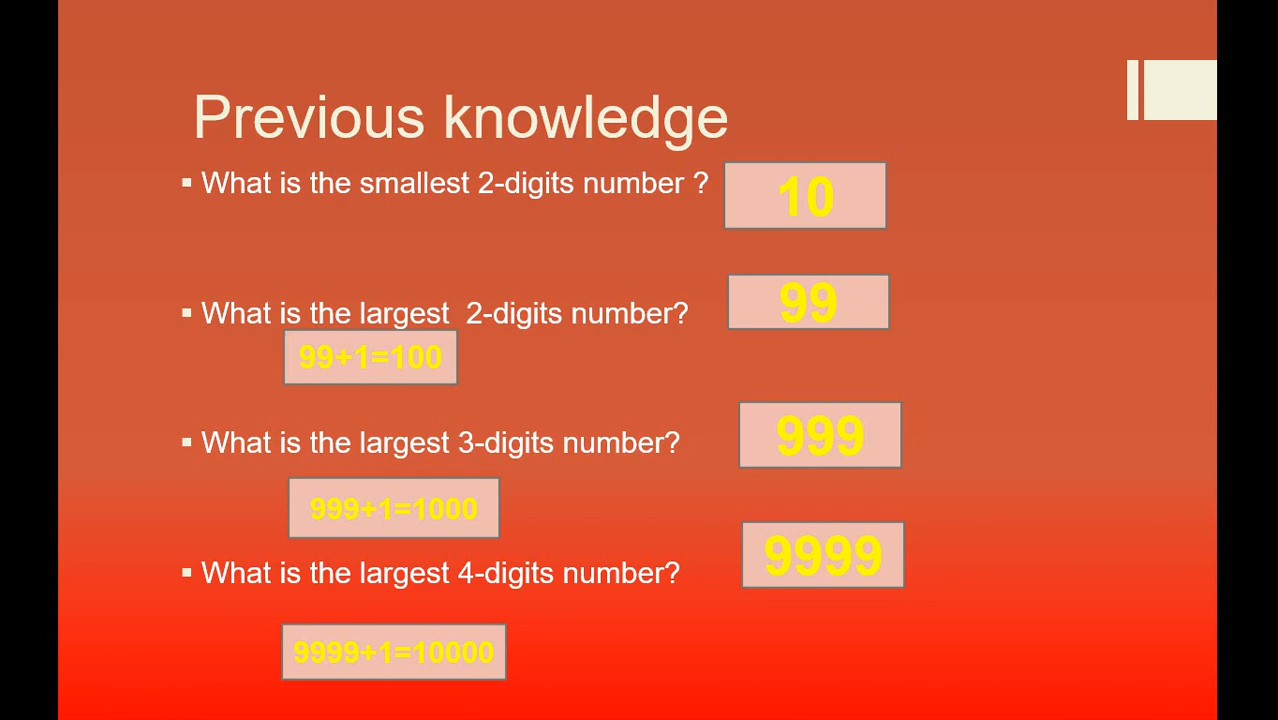 Previous knowledge
▪ What is the smallest 2-digits number ?
10
▪ What is the largest  2-digits number?
99
99+1=100
▪ What is the largest 3-digits number?
999
999+1=1000
▪ What is the largest 4-digits number?
9999
9999+1=10000